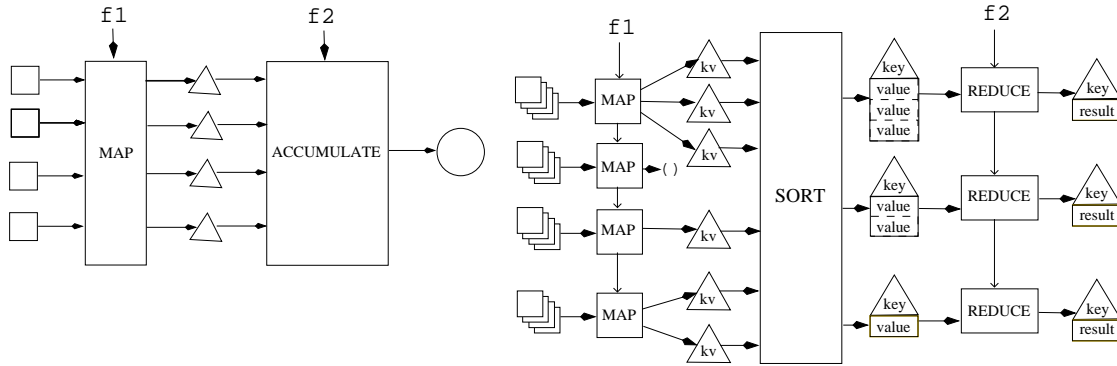 f1
f2
MAP
ACCUMULATE
f1
f2
MAP
MAP
MAP
MAP
kv
kv
kv
()
kv
kv
kv
SORT
key
value
value
value
key
value
value
key
value
REDUCE
REDUCE
REDUCE
key
result
key
result
key
result